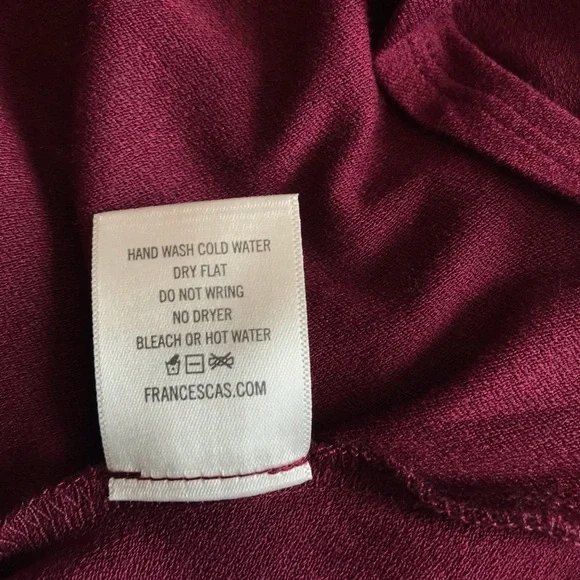 HAND WASH COLD WATER
DRY FLAT
DO NOT WRING
NO DRYER
BLEACH OR HOT WATER
FRANCESCAS.COM